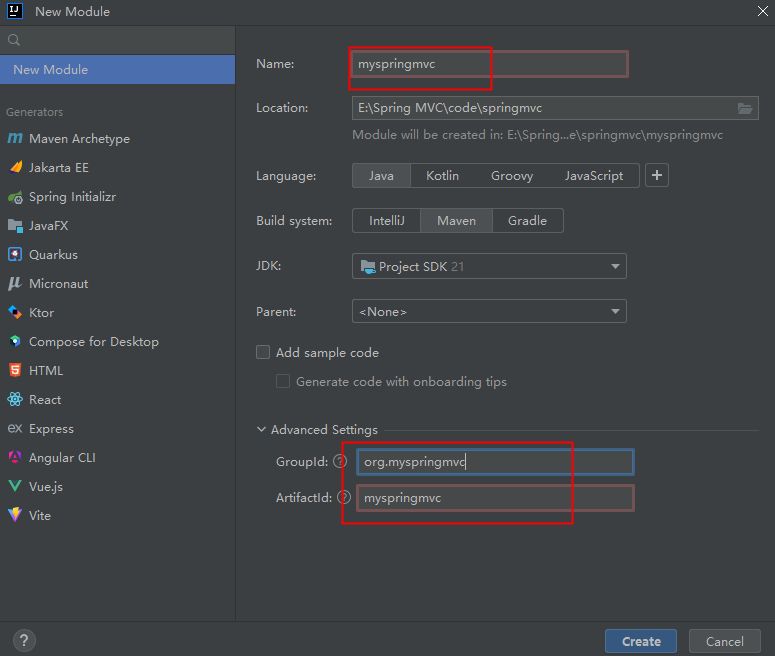 New Module
New Module
Generators
Maven Archetype
Jakarta EE
Spring Initializr
JavaFX
Quarkus
Micronaut
Ktor
Compose for Desktop
HTML
React
Express
Angular CLI
Vue.js
Vite
Name: myspringmvc
Location: E:\Spring MVC\code\springmvc
Module will be created in: E:\Spring...e\springmvc\myspringmvc
Language: Java Kotlin Groovy JavaScript +
Build system: IntelliJ Maven Gradle
JDK: Project SDK 21
Parent: <None>
Add sample code
Generate code with onboarding tips
Advanced Settings
GroupId: ? org.myspringmvc
ArtifactId: ? myspringmvc
? Create Cancel